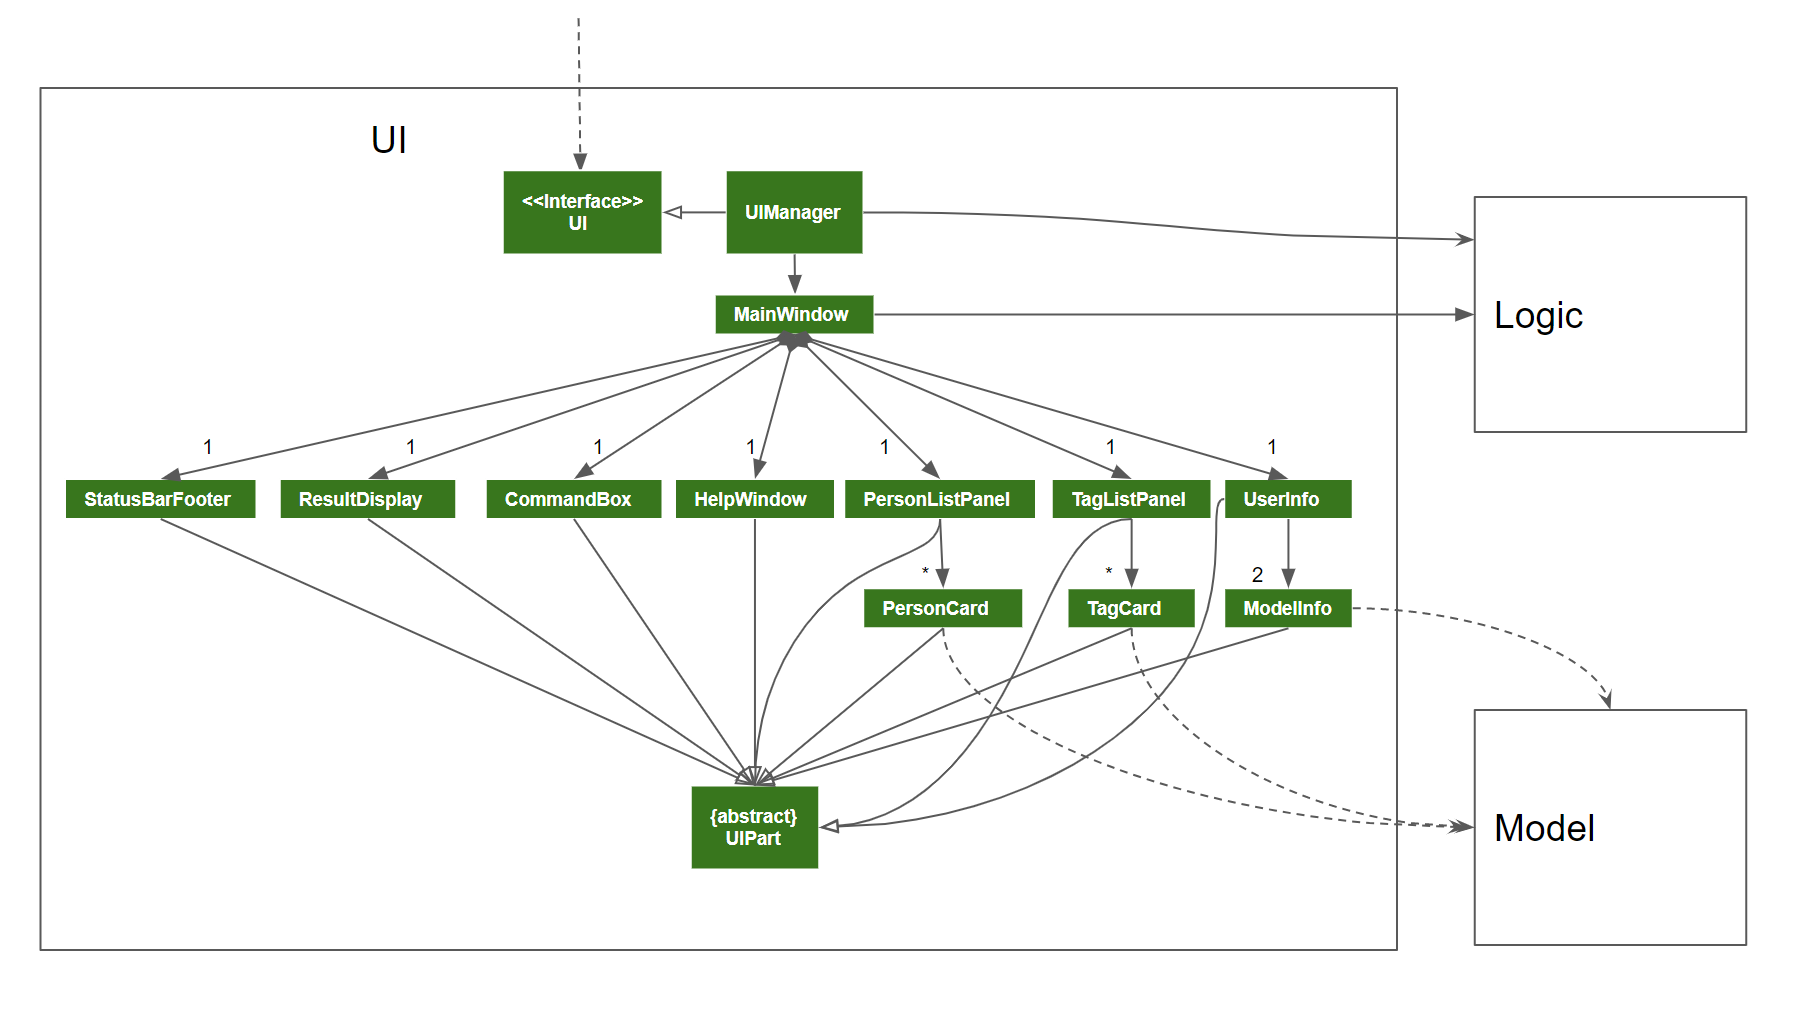 UI
<<Interface>>
UI
UIManager
MainWindow
Logic
1
1
1
1
1
1
1
StatusBarFooter
ResultDisplay
CommandBox
HelpWindow
PersonListPanel
TagListPanel
UserInfo
*
*
2
PersonCard
TagCard
ModelInfo
{abstract}
UIPart
Model